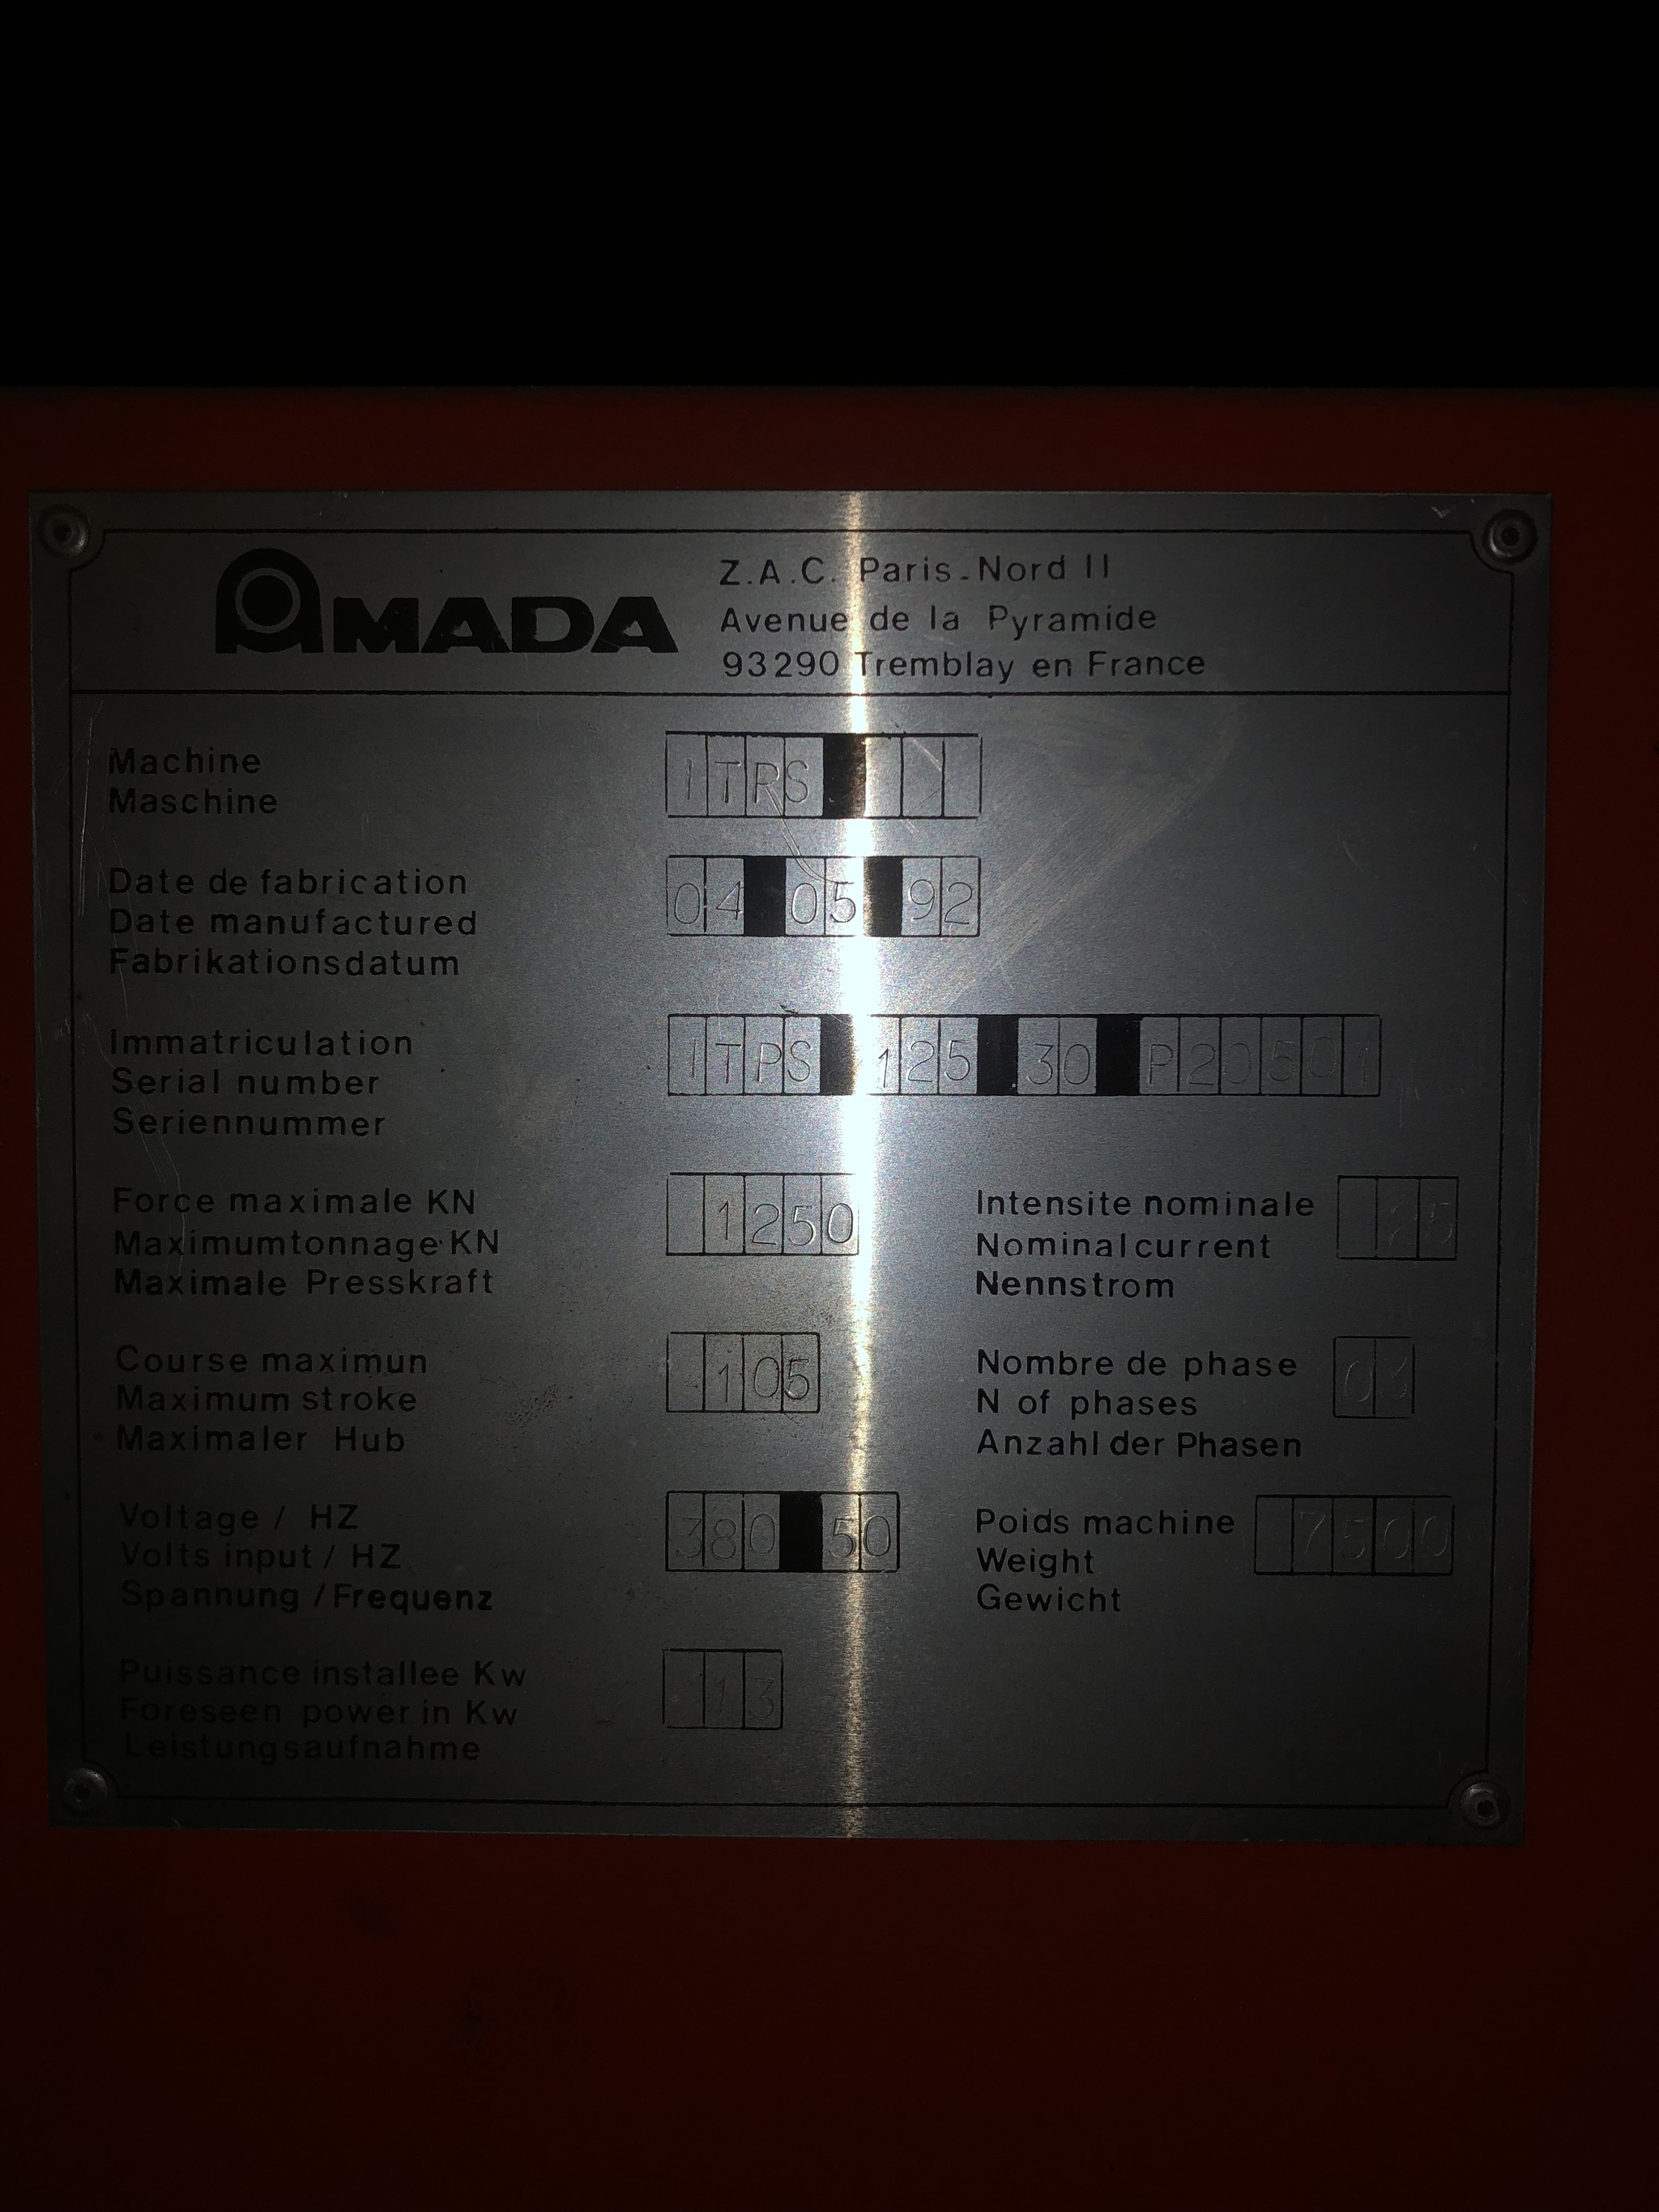 AMADA
Z.A.C. Paris-Nord II
Avenue de la Pyramide
93290 Tremblay en France
Machine
Maschine
ITRS
Date de fabrication
Date manufactured
Fabrikationsdatum
04 05 92
Immatriculation
Serial number
Seriennummer
ITPS 125 30 P20501
Force maximale KN
Maximumtonnage KN
Maximale Presskraft
1250
Intensite nominale
Nominal current
Nennstrom
25
Course maximun
Maximum stroke
Maximaler Hub
105
Nombre de phase
N of phases
Anzahl der Phasen
03
Voltage / HZ
Volts input / HZ
Spannung / Frequenz
380 50
Poids machine
Weight
Gewicht
7500
Puissance installee Kw
Foreseen power in Kw
Leistungsaufnahme
113